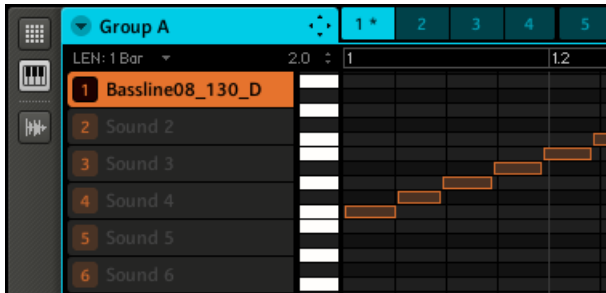 Group A
1 *
2
3
4
5
LEN: 1 Bar
2.0
1
1.2
1 Bassline08_130_D
2 Sound 2
3 Sound 3
4 Sound 4
5 Sound 5
6 Sound 6